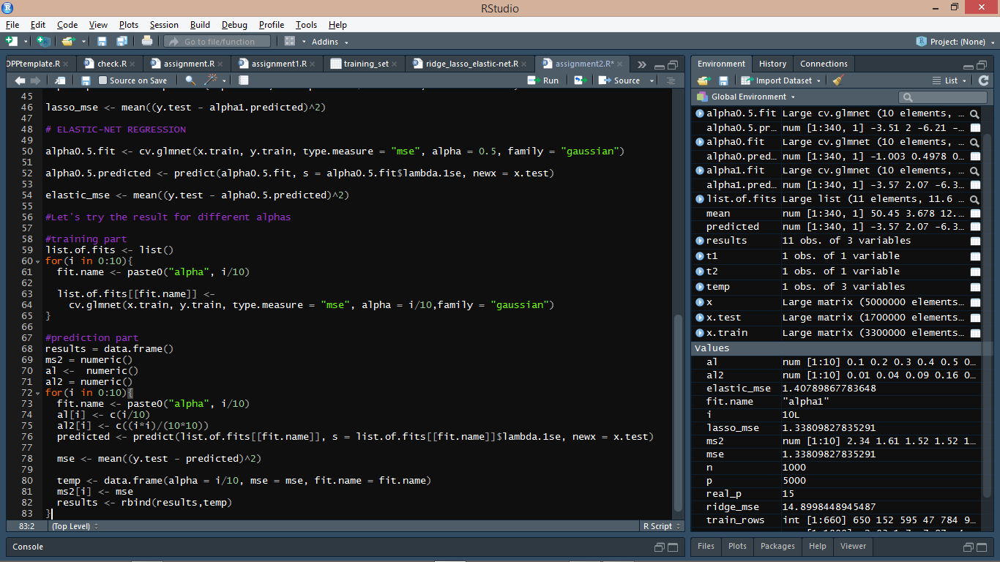 RStudio
File Edit Code View Plots Session Build Debug Profile Tools Help
Go to file/function Addins Project: (None)
OPPtemplate.R check.R assignment.R assignment1.R training_set ridge_lasso_elastic-net.R assignment2.R*
Source on Save Run Source
45
46 lasso_mse <- mean((y.test - alpha1.predicted)^2)
47
48 # ELASTIC-NET REGRESSION
49
50 alpha0.5.fit <- cv.glmnet(x.train, y.train, type.measure = "mse", alpha = 0.5, family = "gaussian")
51
52 alpha0.5.predicted <- predict(alpha0.5.fit, s = alpha0.5.fit$lambda.1se, newx = x.test)
53
54 elastic_mse <- mean((y.test - alpha0.5.predicted)^2)
55
56 #Let's try the result for different alphas
57
58 #training part
59 list.of.fits <- list()
60 for(i in 0:10){
61 fit.name <- paste0("alpha", i/10)
62
63 list.of.fits[[fit.name]] <-
64 cv.glmnet(x.train, y.train, type.measure = "mse", alpha = i/10,family = "gaussian")
65 }
66
67 #prediction part
68 results = data.frame()
69 ms2 = numeric()
70 al <-  numeric()
71 al2 = numeric()
72 for(i in 0:10){
73 fit.name <- paste0("alpha", i/10)
74 al[i] <- c(i/10)
75 al2[i] <- c((i*i)/(10*10))
76 predicted <- predict(list.of.fits[[fit.name]], s = list.of.fits[[fit.name]]$lambda.1se, newx = x.test)
77
78 mse <- mean((y.test - predicted)^2)
79
80 temp <- data.frame(alpha = i/10, mse = mse, fit.name = fit.name)
81 ms2[i] <- mse
82 results <- rbind(results,temp)
83 }
83:2 (Top Level) R Script
Console
Environment History Connections
Import Dataset List
Global Environment
alpha0.5.fit Large cv.glmnet (10 elements, …
alpha0.5.pr… num [1:340, 1] -3.51 2 -6.21 -…
alpha0.fit Large cv.glmnet (10 elements, …
alpha0.pred… num [1:340, 1] -1.003 0.4978 0…
alpha1.fit Large cv.glmnet (10 elements, …
alpha1.pred… num [1:340, 1] -3.57 2.07 -6.3…
list.of.fits Large list (11 elements, 11.6 …
mean num [1:340, 1] 50.45 3.678 12.…
predicted num [1:340, 1] -3.57 2.07 -6.3…
results 11 obs. of 3 variables
t1 1 obs. of 1 variable
t2 1 obs. of 1 variable
temp 1 obs. of 3 variables
x Large matrix (5000000 elements…
x.test Large matrix (1700000 elements…
x.train Large matrix (3300000 elements…
Values
al num [1:10] 0.1 0.2 0.3 0.4 0.5 0…
al2 num [1:10] 0.01 0.04 0.09 0.16 0…
elastic_mse 1.40789867783648
fit.name "alpha1"
i 10L
lasso_mse 1.33809827835291
ms2 num [1:10] 2.34 1.61 1.52 1.52 1…
mse 1.33809827835291
n 1000
p 5000
real_p 15
ridge_mse 14.8998448945487
train_rows int [1:660] 650 152 595 47 784 9…
Files Plots Packages Help Viewer